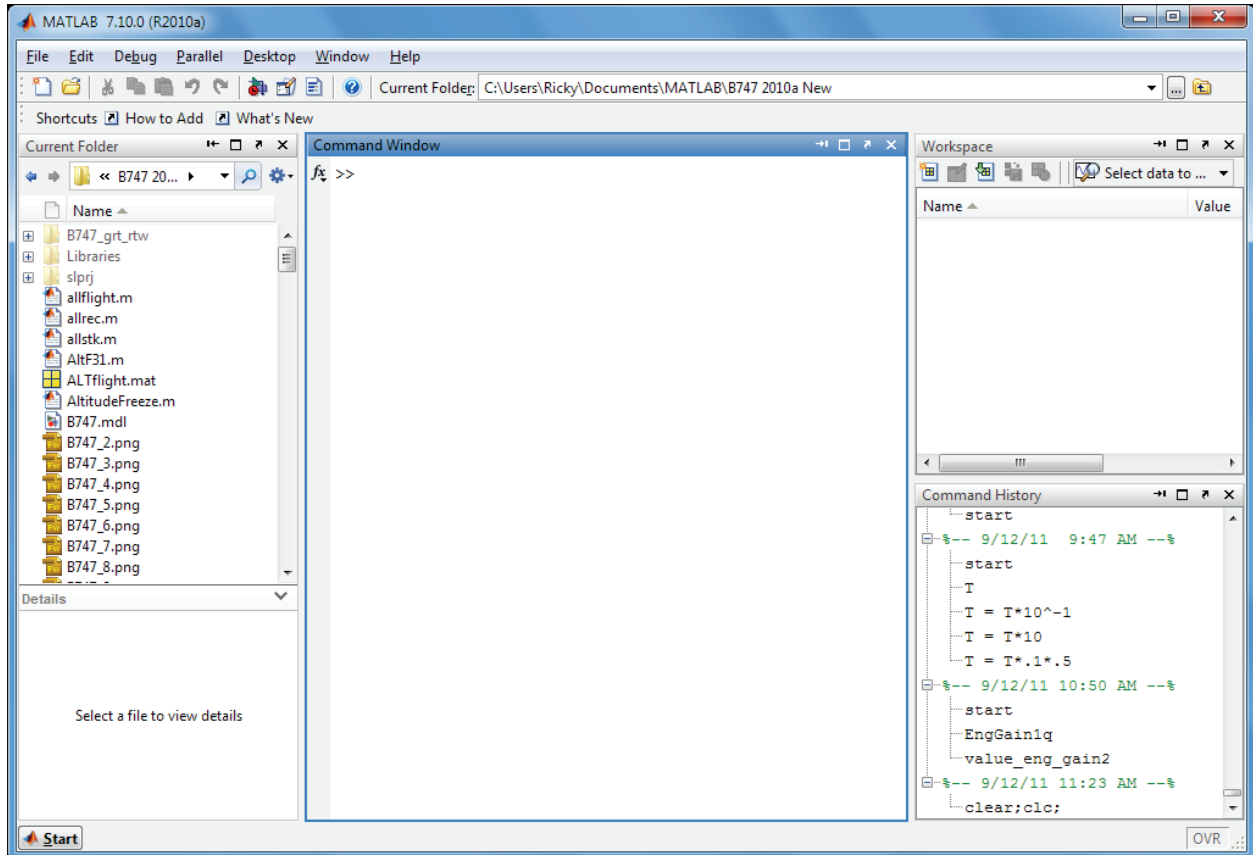 MATLAB 7.10.0 (R2010a)
File Edit Debug Parallel Desktop Window Help
Current Folder: C:\Users\Ricky\Documents\MATLAB\B747 2010a New
Shortcuts How to Add What's New
Current Folder
« B747 20...
Name
B747_grt_rtw
Libraries
slprj
allflight.m
allrec.m
allstk.m
AltF31.m
ALTflight.mat
AltitudeFreeze.m
B747.mdl
B747_2.png
B747_3.png
B747_4.png
B747_5.png
B747_6.png
B747_7.png
B747_8.png
Details
Select a file to view details
Start
Command Window
fx >>
Workspace
Select data to ...
Name Value
Command History
start
%-- 9/12/11 9:47 AM --%
start
T
T = T*10^-1
T = T*10
T = T*.1*.5
%-- 9/12/11 10:50 AM --%
start
EngGain1q
value_eng_gain2
%-- 9/12/11 11:23 AM --%
clear;clc;
OVR